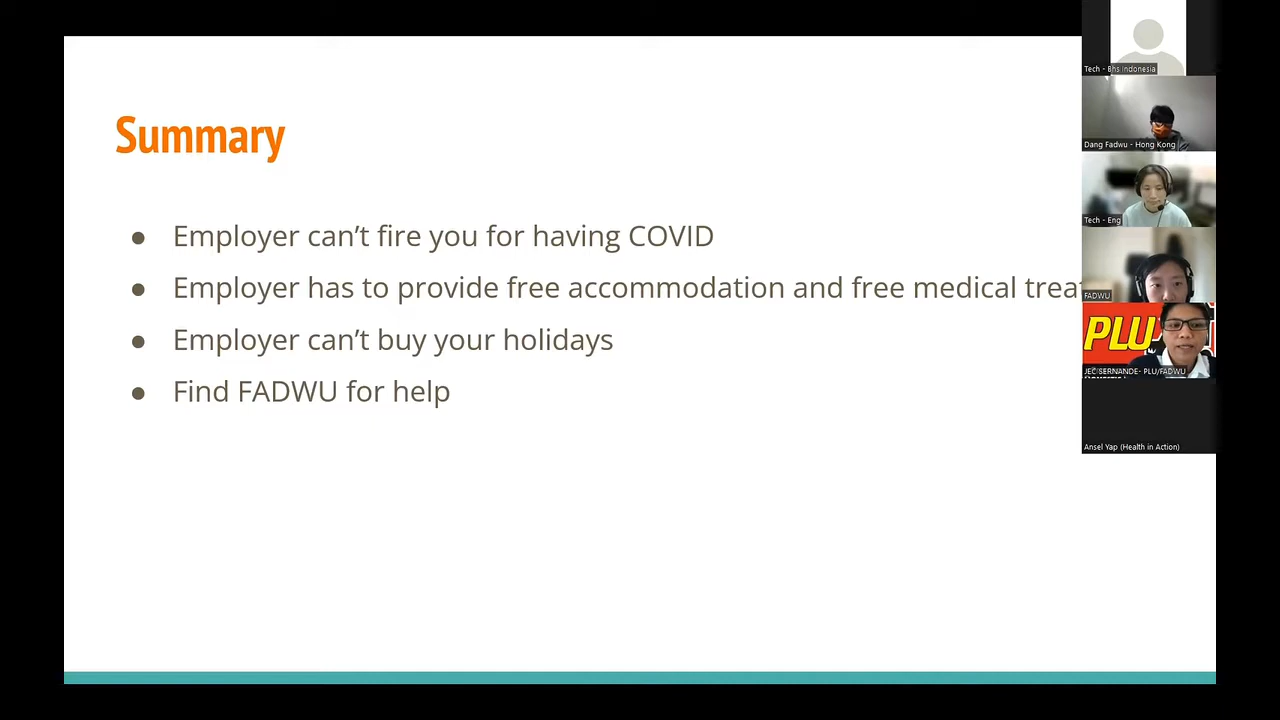 Summary
● Employer can’t fire you for having COVID
● Employer has to provide free accommodation and free medical trea
● Employer can’t buy your holidays
● Find FADWU for help
Tech - Bhs Indonesia
Dang Fadwu - Hong Kong
Tech - Eng
FADWU
PLU
JEC/SERNANDE- PLU/FADWU
Ansel Yap (Health in Action)